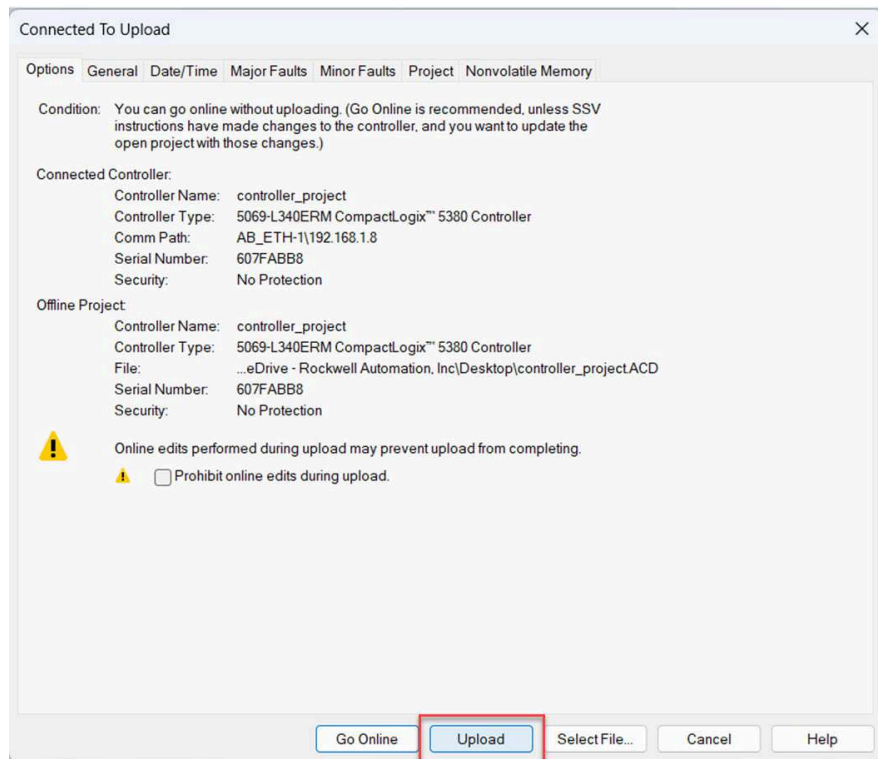 Connected To Upload
Options General Date/Time Major Faults Minor Faults Project Nonvolatile Memory
Condition: You can go online without uploading. (Go Online is recommended, unless SSV
instructions have made changes to the controller, and you want to update the
open project with those changes.)
Connected Controller:
Controller Name: controller_project
Controller Type: 5069-L340ERM CompactLogix™ 5380 Controller
Comm Path: AB_ETH-1\192.168.1.8
Serial Number: 607FABB8
Security: No Protection
Offline Project:
Controller Name: controller_project
Controller Type: 5069-L340ERM CompactLogix™ 5380 Controller
File: ...eDrive - Rockwell Automation, Inc\Desktop\controller_project.ACD
Serial Number: 607FABB8
Security: No Protection
Online edits performed during upload may prevent upload from completing.
Prohibit online edits during upload.
Go Online Upload Select File... Cancel Help